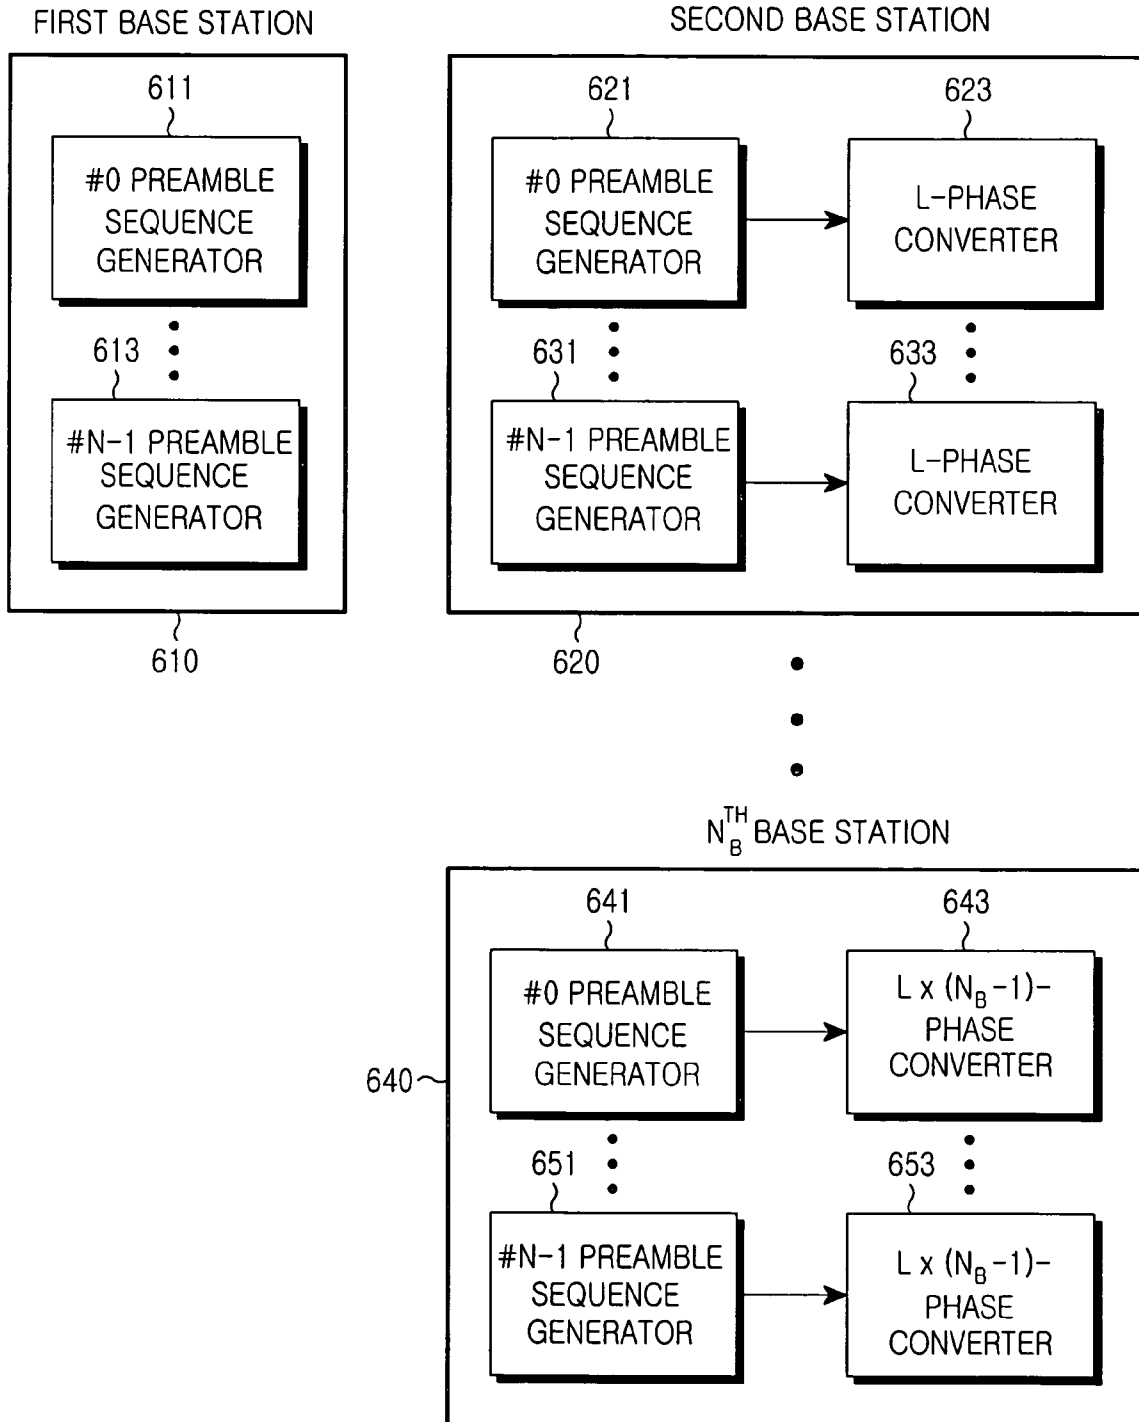 FIRST BASE STATION
611
#0 PREAMBLE
SEQUENCE
GENERATOR
613
#N-1 PREAMBLE
SEQUENCE
GENERATOR
610
SECOND BASE STATION
621
623
#0 PREAMBLE
SEQUENCE
GENERATOR
L-PHASE
CONVERTER
631
633
#N-1 PREAMBLE
SEQUENCE
GENERATOR
L-PHASE
CONVERTER
620
N_B^TH BASE STATION
641
643
#0 PREAMBLE
SEQUENCE
GENERATOR
L x (N_B-1)-
PHASE
CONVERTER
640
651
653
#N-1 PREAMBLE
SEQUENCE
GENERATOR
L x (N_B-1)-
PHASE
CONVERTER